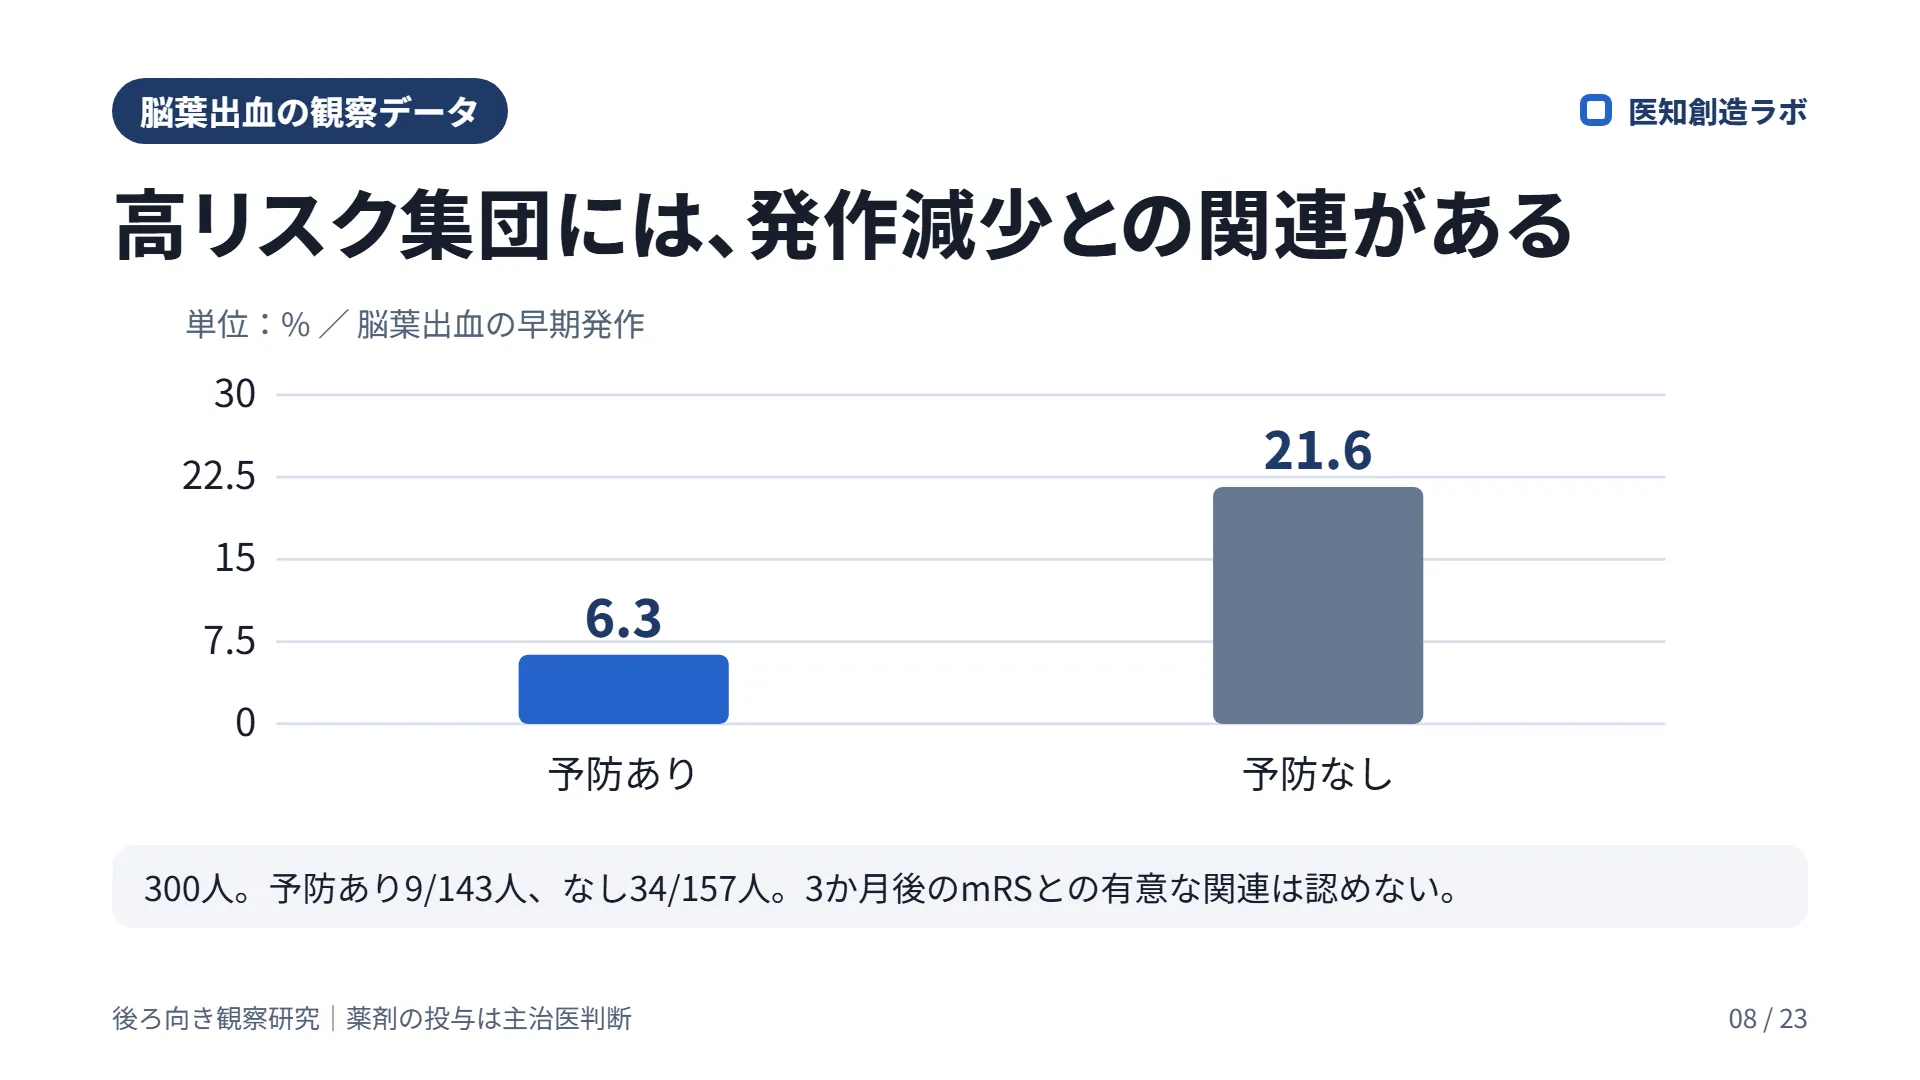 脳葉出血の観察データ
医知創造ラボ
高リスク集団には、発作減少との関連がある
単位：% ／ 脳葉出血の早期発作
30
22.5
15
7.5
0
6.3
21.6
予防あり
予防なし
300人。予防あり9/143人、なし34/157人。3か月後のmRSとの有意な関連は認めない。
後ろ向き観察研究｜薬剤の投与は主治医判断
08 / 23